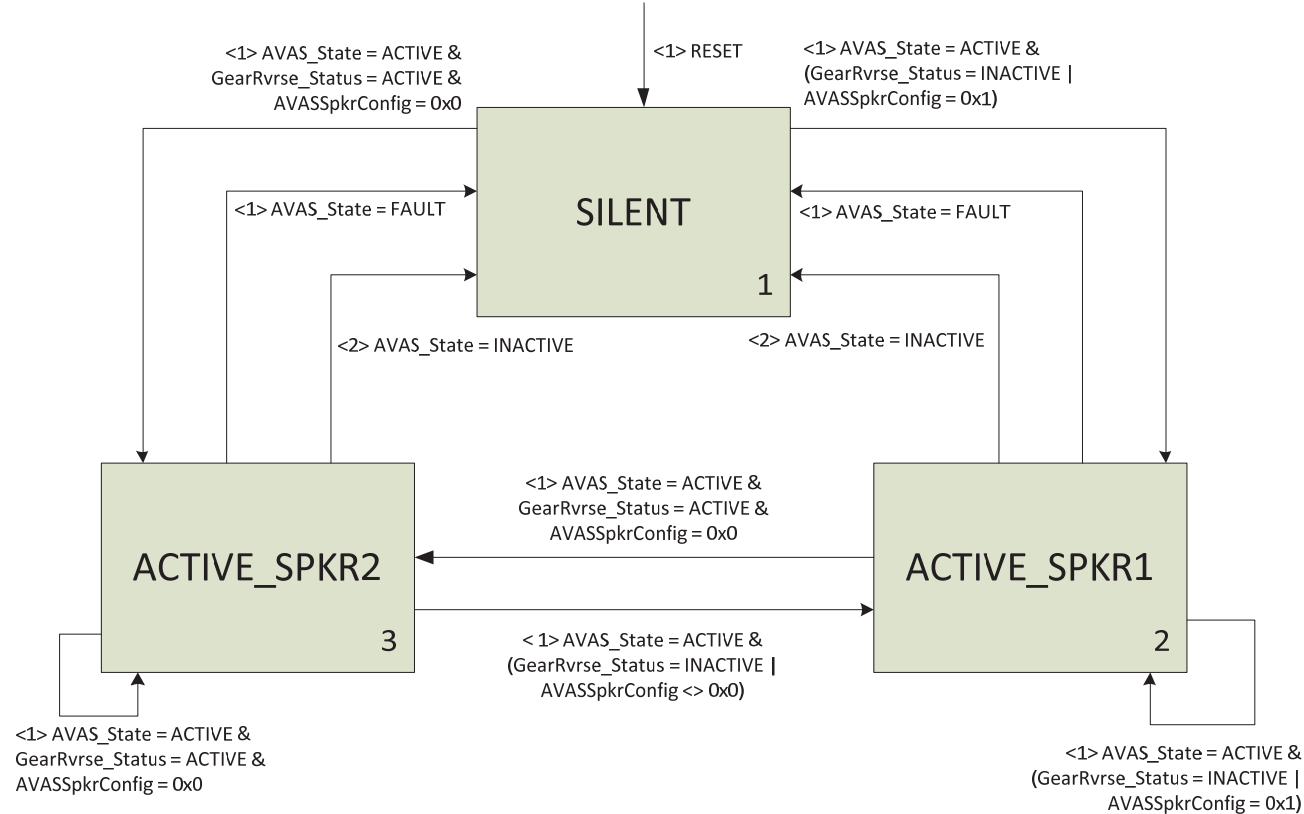 <1> AVAS_State = ACTIVE &
GearRvrse_Status = ACTIVE &
AVASSpkrConfig = 0x0
<1> RESET
<1> AVAS_State = ACTIVE &
(GearRvrse_Status = INACTIVE |
AVASSpkrConfig = 0x1)
<1> AVAS_State = FAULT
SILENT
<1> AVAS_State = FAULT
1
<2> AVAS_State = INACTIVE
<2> AVAS_State = INACTIVE
<1> AVAS_State = ACTIVE &
GearRvrse_Status = ACTIVE &
AVASSpkrConfig = 0x0
ACTIVE_SPKR2
3
ACTIVE_SPKR1
2
< 1> AVAS_State = ACTIVE &
(GearRvrse_Status = INACTIVE |
AVASSpkrConfig <> 0x0)
<1> AVAS_State = ACTIVE &
GearRvrse_Status = ACTIVE &
AVASSpkrConfig = 0x0
<1> AVAS_State = ACTIVE &
(GearRvrse_Status = INACTIVE |
AVASSpkrConfig = 0x1)